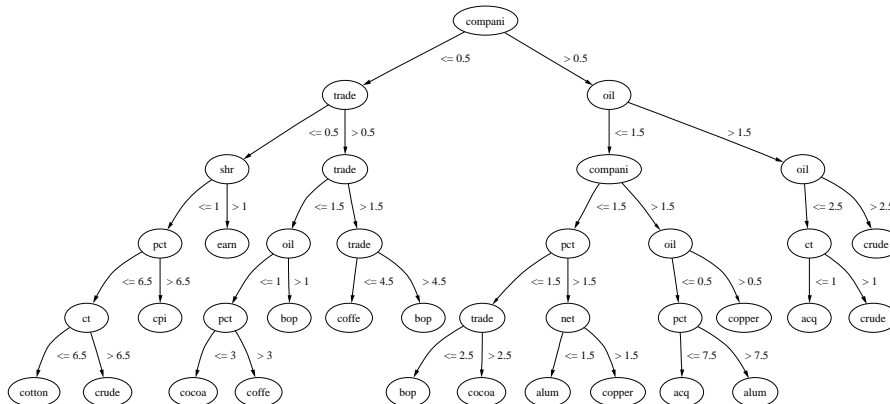 compani
<= 0.5 > 0.5
trade oil
<= 0.5 > 0.5 <= 1.5 > 1.5
shr trade compani oil
<= 1 > 1 <= 1.5 > 1.5 <= 1.5 > 1.5 <= 2.5 > 2.5
pct earn oil trade pct oil ct crude
<= 6.5 > 6.5 <= 1 > 1 <= 4.5 > 4.5 <= 1.5 > 1.5 <= 0.5 > 0.5 <= 1 > 1
ct cpi pct bop coffe bop trade net pct copper acq crude
<= 6.5 > 6.5 <= 3 > 3 <= 2.5 > 2.5 <= 1.5 > 1.5 <= 7.5 > 7.5
cotton crude cocoa coffe bop cocoa alum copper acq alum